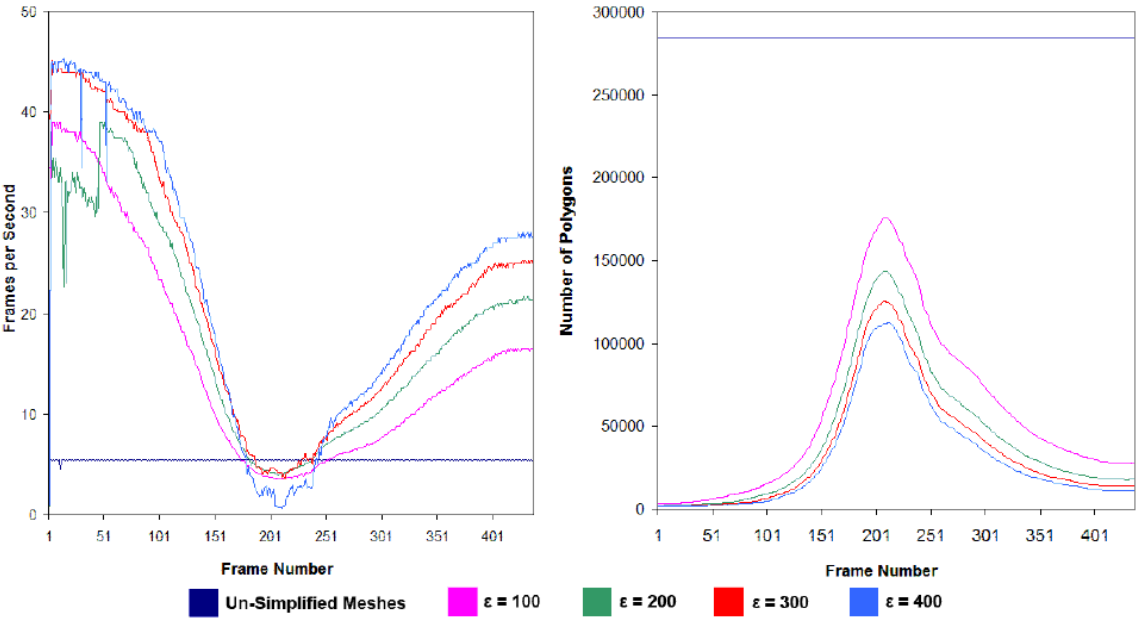 50
40
30
20
10
0
Frames per Second
1 51 101 151 201 251 301 351 401
Frame Number
300000
250000
200000
150000
100000
50000
0
Number of Polygons
1 51 101 151 201 251 301 351 401
Frame Number
Un-Simplified Meshes ε = 100 ε = 200 ε = 300 ε = 400